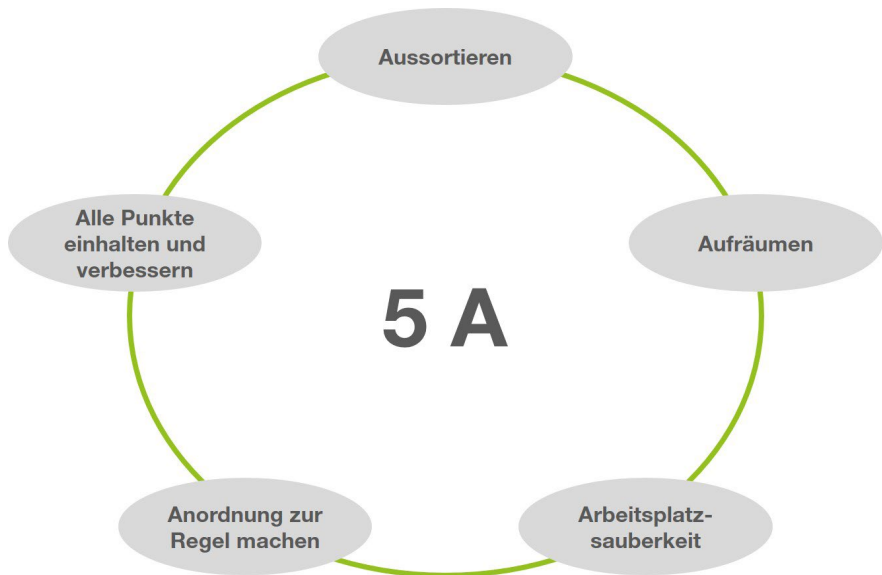 Aussortieren
Aufräumen
Arbeitsplatz-
sauberkeit
Anordnung zur
Regel machen
Alle Punkte
einhalten und
verbessern
5 A